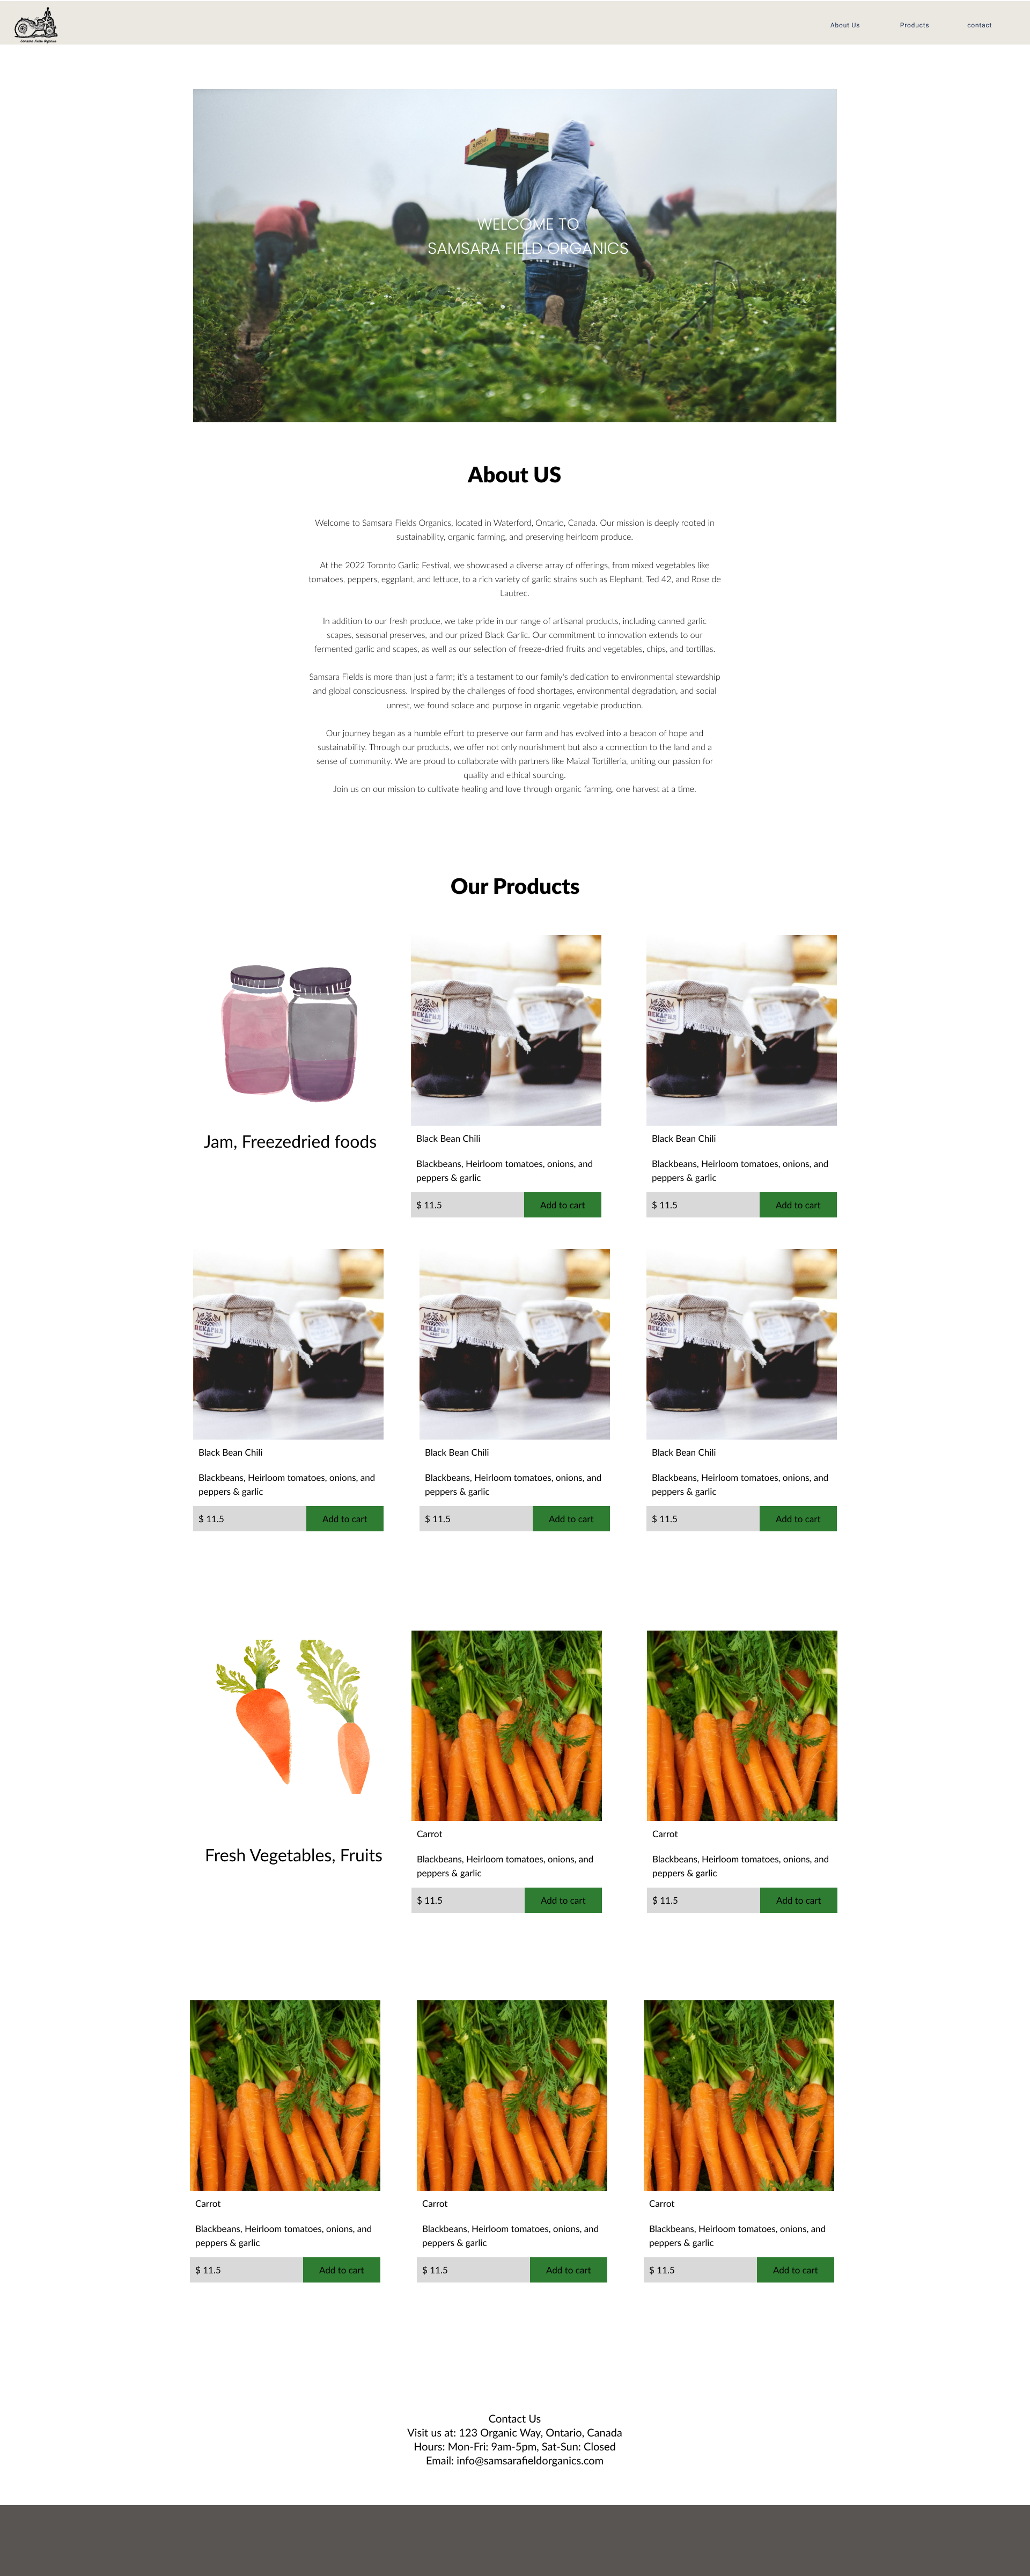 Samsara Fields Organics
About Us
Products
contact
WELCOME TO
SAMSARA FIELD ORGANICS
About US
Welcome to Samsara Fields Organics, located in Waterford, Ontario, Canada. Our mission is deeply rooted in
sustainability, organic farming, and preserving heirloom produce.
At the 2022 Toronto Garlic Festival, we showcased a diverse array of offerings, from mixed vegetables like
tomatoes, peppers, eggplant, and lettuce, to a rich variety of garlic strains such as Elephant, Ted 42, and Rose de
Lautrec.
In addition to our fresh produce, we take pride in our range of artisanal products, including canned garlic
scapes, seasonal preserves, and our prized Black Garlic. Our commitment to innovation extends to our
fermented garlic and scapes, as well as our selection of freeze-dried fruits and vegetables, chips, and tortillas.
Samsara Fields is more than just a farm; it's a testament to our family's dedication to environmental stewardship
and global consciousness. Inspired by the challenges of food shortages, environmental degradation, and social
unrest, we found solace and purpose in organic vegetable production.
Our journey began as a humble effort to preserve our farm and has evolved into a beacon of hope and
sustainability. Through our products, we offer not only nourishment but also a connection to the land and a
sense of community. We are proud to collaborate with partners like Maizal Tortilleria, uniting our passion for
quality and ethical sourcing.
Join us on our mission to cultivate healing and love through organic farming, one harvest at a time.
Our Products
Jam, Freezedried foods
ПЕКАРНЯ
Black Bean Chili
Blackbeans, Heirloom tomatoes, onions, and
peppers & garlic
$ 11.5
Add to cart
ПЕКАРНЯ
Black Bean Chili
Blackbeans, Heirloom tomatoes, onions, and
peppers & garlic
$ 11.5
Add to cart
ПЕКАРНЯ
Black Bean Chili
Blackbeans, Heirloom tomatoes, onions, and
peppers & garlic
$ 11.5
Add to cart
ПЕКАРНЯ
Black Bean Chili
Blackbeans, Heirloom tomatoes, onions, and
peppers & garlic
$ 11.5
Add to cart
ПЕКАРНЯ
Black Bean Chili
Blackbeans, Heirloom tomatoes, onions, and
peppers & garlic
$ 11.5
Add to cart
Fresh Vegetables, Fruits
Carrot
Blackbeans, Heirloom tomatoes, onions, and
peppers & garlic
$ 11.5
Add to cart
Carrot
Blackbeans, Heirloom tomatoes, onions, and
peppers & garlic
$ 11.5
Add to cart
Carrot
Blackbeans, Heirloom tomatoes, onions, and
peppers & garlic
$ 11.5
Add to cart
Carrot
Blackbeans, Heirloom tomatoes, onions, and
peppers & garlic
$ 11.5
Add to cart
Carrot
Blackbeans, Heirloom tomatoes, onions, and
peppers & garlic
$ 11.5
Add to cart
Contact Us
Visit us at: 123 Organic Way, Ontario, Canada
Hours: Mon-Fri: 9am-5pm, Sat-Sun: Closed
Email: info@samsarafieldorganics.com